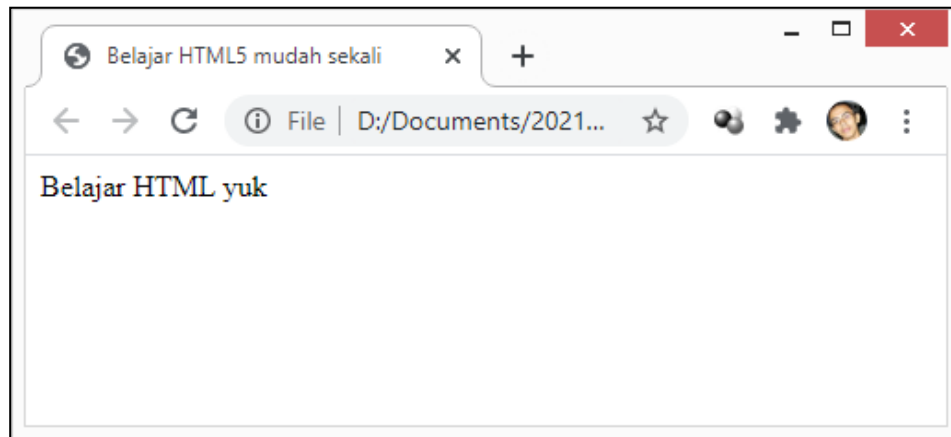 Belajar HTML5 mudah sekali
File D:/Documents/2021...
Belajar HTML yuk